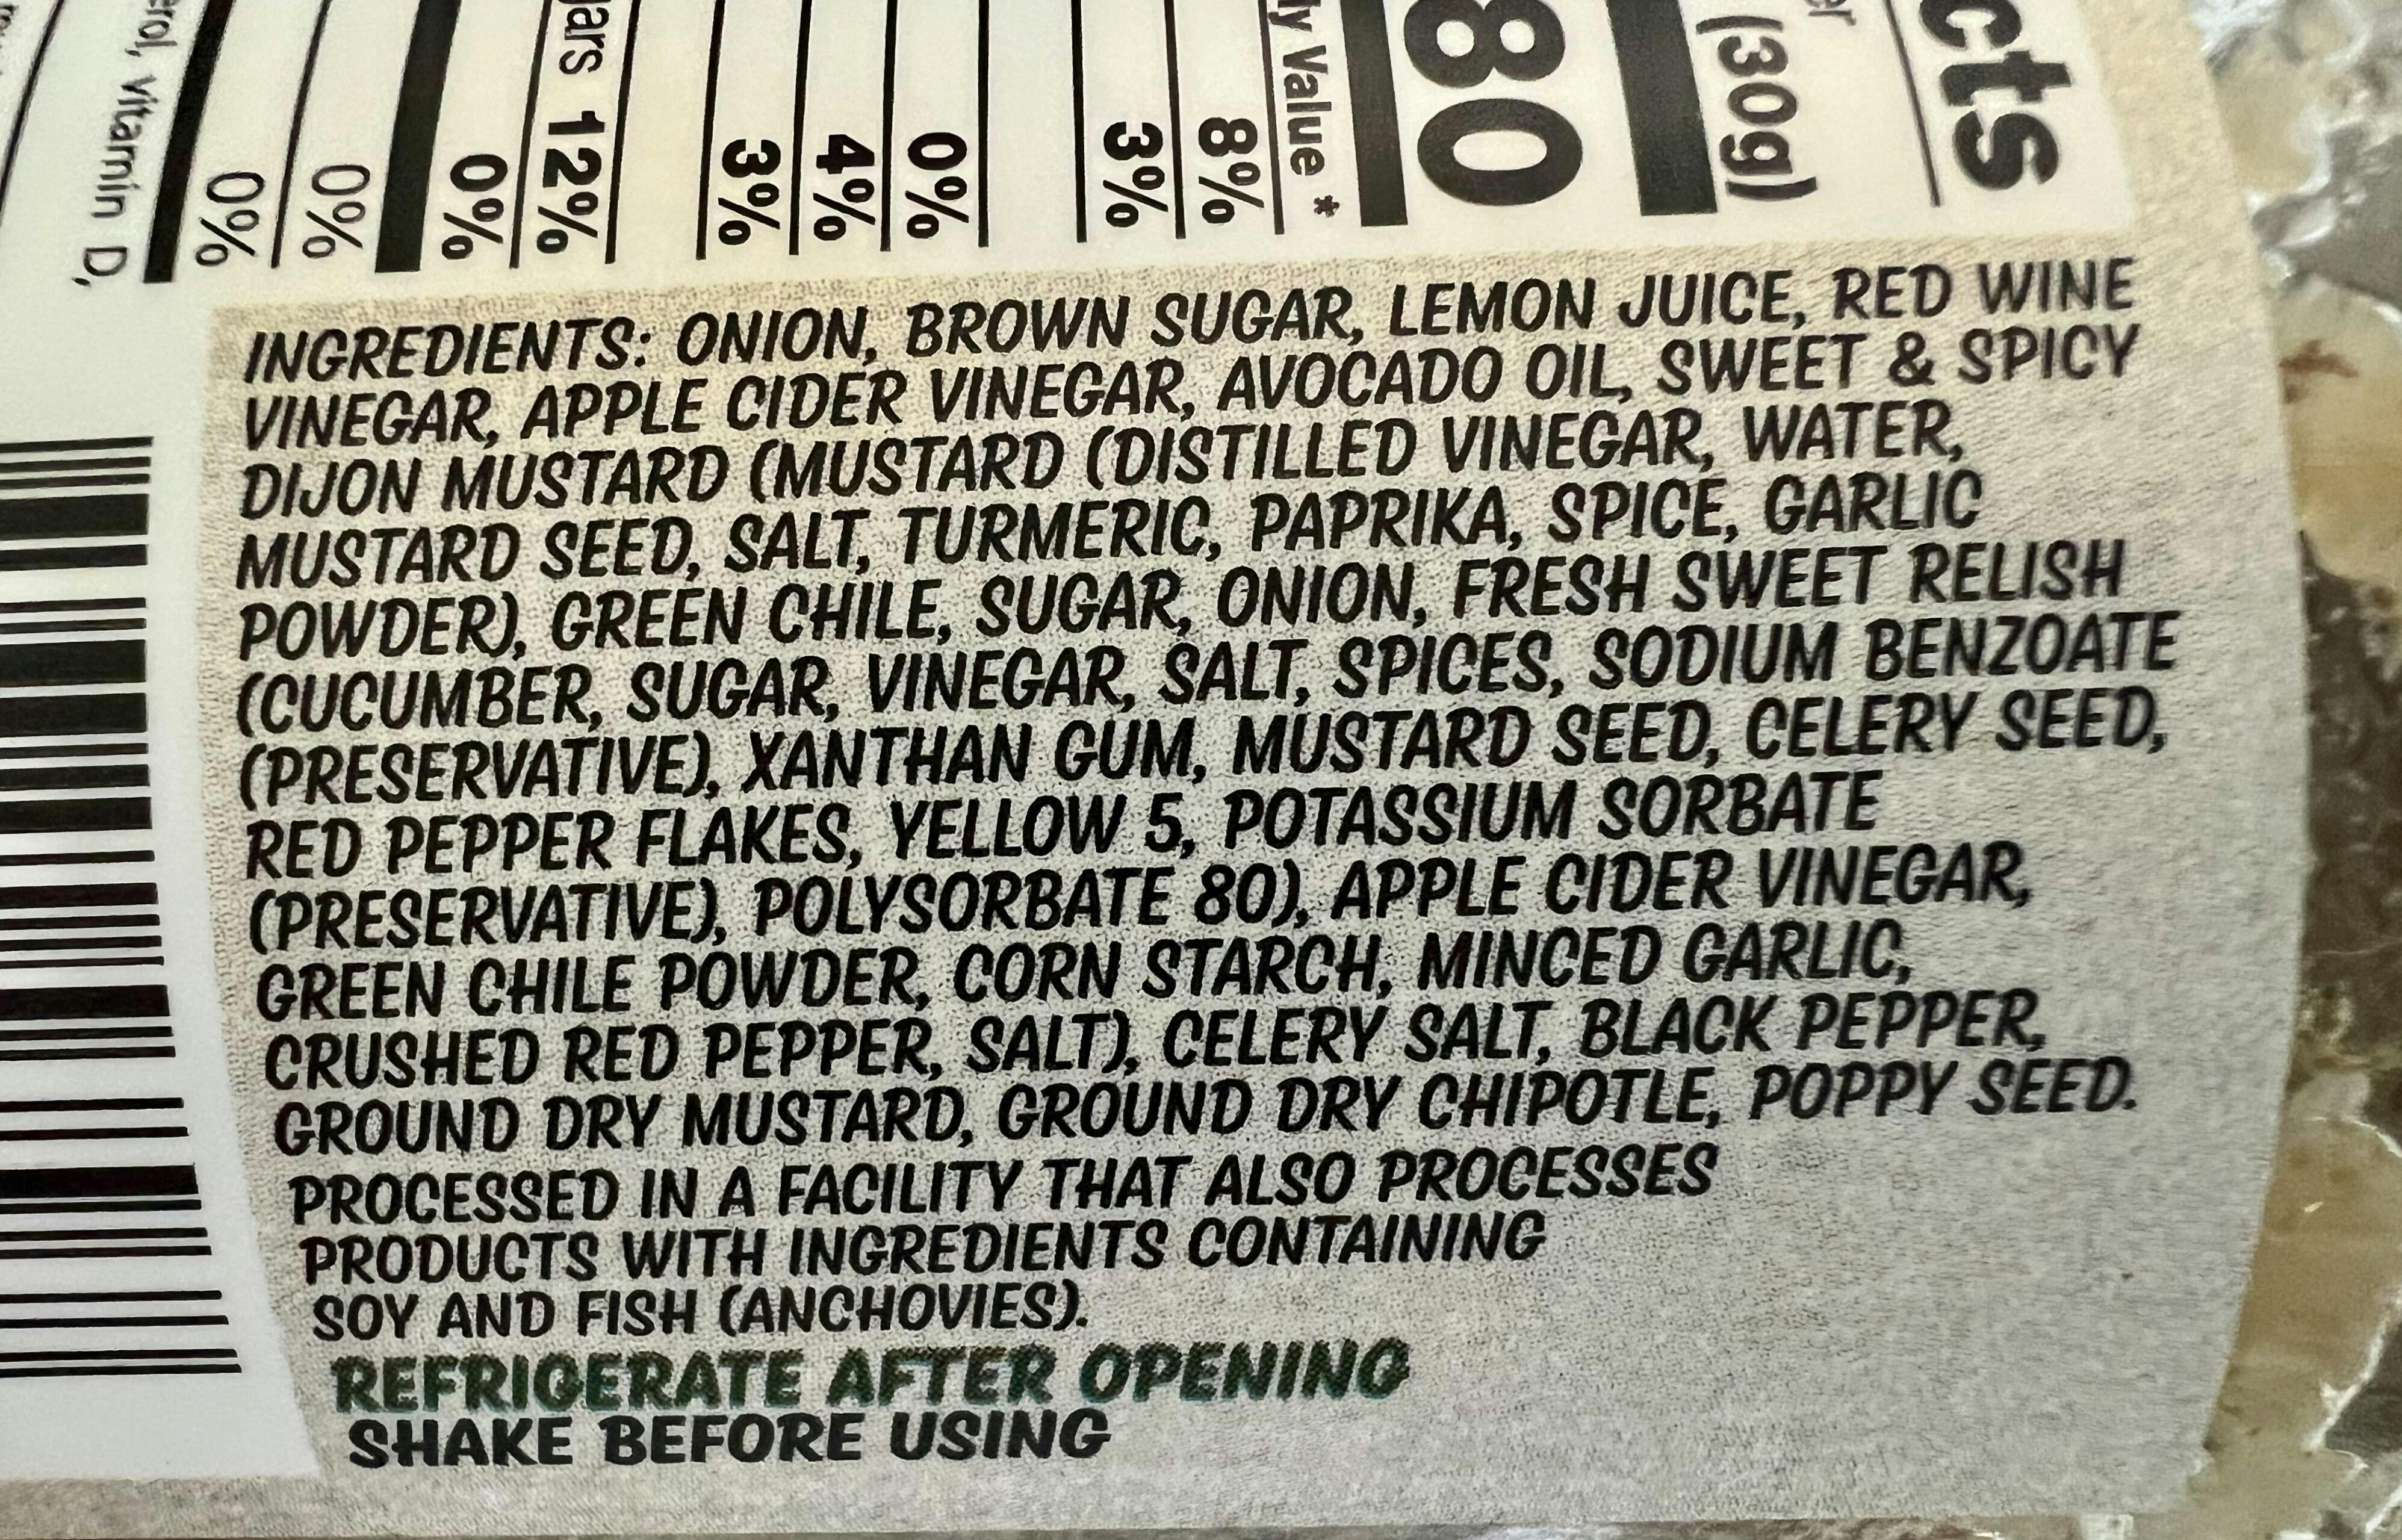 cts
(30g)
80
Value *
8%
3%
0%
4%
3%
12%
0%
0%
0%
Vitamin D,
INGREDIENTS: ONION, BROWN SUGAR, LEMON JUICE, RED WINE
VINEGAR, APPLE CIDER VINEGAR, AVOCADO OIL, SWEET & SPICY
DIJON MUSTARD (MUSTARD (DISTILLED VINEGAR, WATER,
MUSTARD SEED, SALT, TURMERIC, PAPRIKA, SPICE, GARLIC
POWDER), GREEN CHILE, SUGAR, ONION, FRESH SWEET RELISH
(CUCUMBER, SUGAR, VINEGAR, SALT, SPICES, SODIUM BENZOATE
(PRESERVATIVE), XANTHAN GUM, MUSTARD SEED, CELERY SEED,
RED PEPPER FLAKES, YELLOW 5, POTASSIUM SORBATE
(PRESERVATIVE), POLYSORBATE 80), APPLE CIDER VINEGAR,
GREEN CHILE POWDER, CORN STARCH, MINCED GARLIC,
CRUSHED RED PEPPER, SALT), CELERY SALT, BLACK PEPPER,
GROUND DRY MUSTARD, GROUND DRY CHIPOTLE, POPPY SEED.
PROCESSED IN A FACILITY THAT ALSO PROCESSES
PRODUCTS WITH INGREDIENTS CONTAINING
SOY AND FISH (ANCHOVIES).
REFRIGERATE AFTER OPENING
SHAKE BEFORE USING